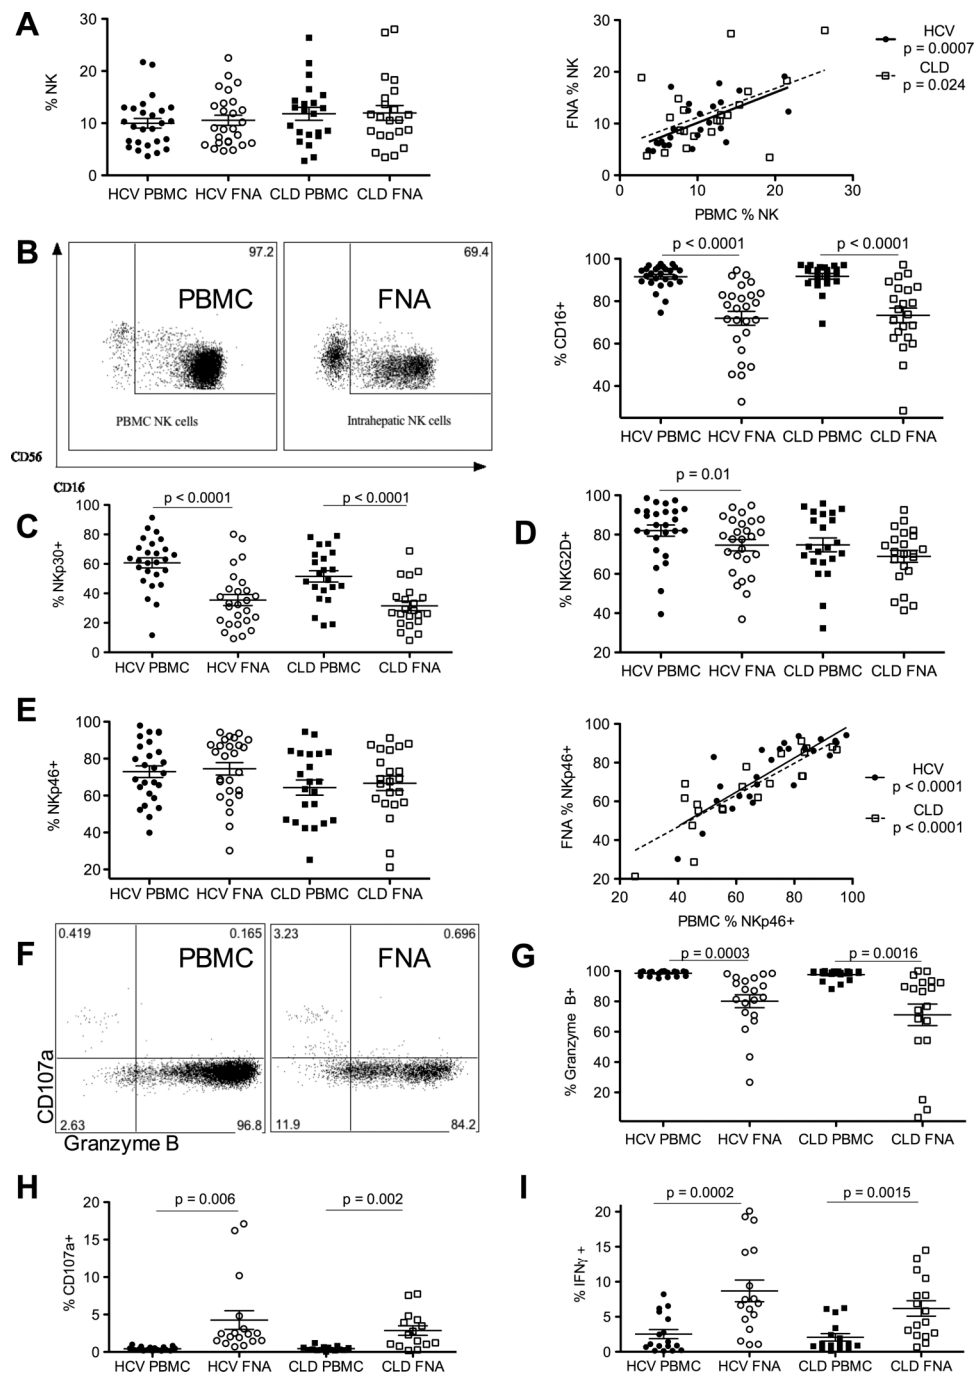 A
30
20
10
0
% NK
HCV PBMC HCV FNA CLD PBMC CLD FNA
30
20
10
0
FNA % NK
0 10 20 30
PBMC % NK
HCV
p = 0.0007
CLD
p = 0.024
B
97.2
PBMC
PBMC NK cells
69.4
FNA
Intrahepatic NK cells
CD56
CD16
p < 0.0001 p < 0.0001
100
80
60
40
% CD16+
HCV PBMC HCV FNA CLD PBMC CLD FNA
C
p < 0.0001 p < 0.0001
100
80
60
40
20
0
% NKp30+
HCV PBMC HCV FNA CLD PBMC CLD FNA
D
p = 0.01
100
80
60
40
20
% NKG2D+
HCV PBMC HCV FNA CLD PBMC CLD FNA
E
100
80
60
40
20
% NKp46+
HCV PBMC HCV FNA CLD PBMC CLD FNA
100
80
60
40
20
FNA % NKp46+
20 40 60 80 100
PBMC % NKp46+
HCV
p < 0.0001
CLD
p < 0.0001
F
0.419 0.165
PBMC
2.63 96.8
3.23 0.696
FNA
11.9 84.2
CD107a
Granzyme B
G
p = 0.0003 p = 0.0016
100
80
60
40
20
% Granzyme B+
HCV PBMC HCV FNA CLD PBMC CLD FNA
H
p = 0.006 p = 0.002
20
15
10
5
0
% CD107a+
HCV PBMC HCV FNA CLD PBMC CLD FNA
I
p = 0.0002 p = 0.0015
20
15
10
5
0
% IFNγ +
HCV PBMC HCV FNA CLD PBMC CLD FNA